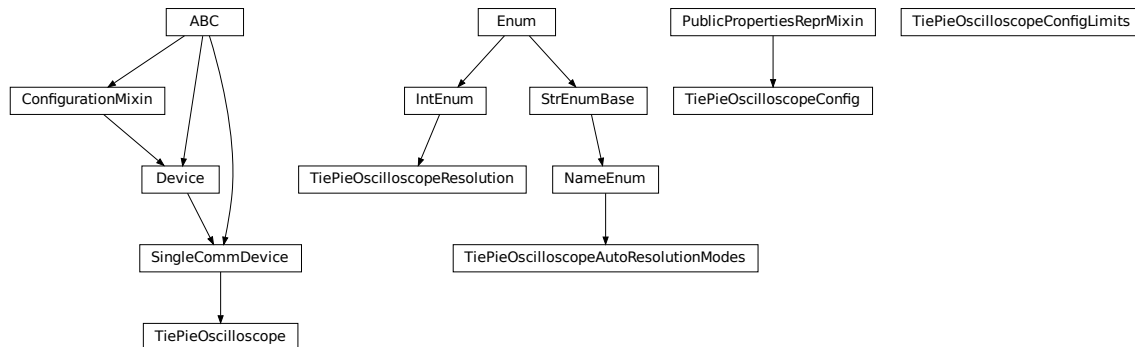 ABC
Enum
PublicPropertiesReprMixin
TiePieOscilloscopeConfigLimits
ConfigurationMixin
IntEnum
StrEnumBase
TiePieOscilloscopeConfig
Device
TiePieOscilloscopeResolution
NameEnum
SingleCommDevice
TiePieOscilloscopeAutoResolutionModes
TiePieOscilloscope